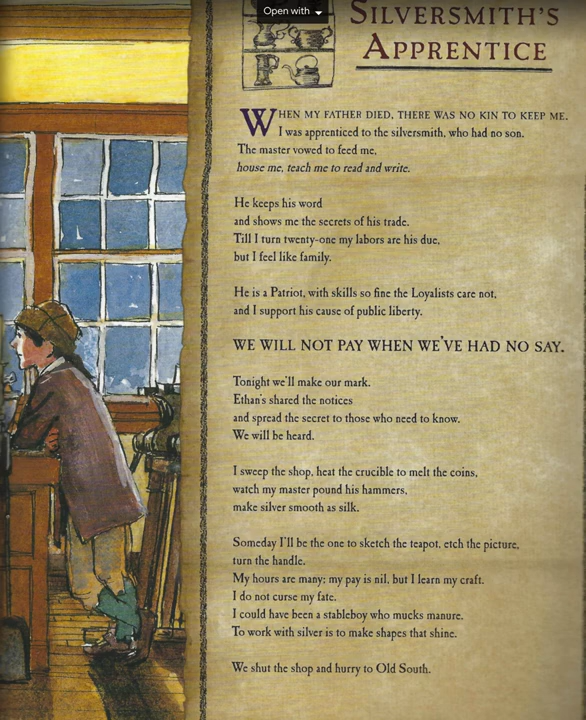 Open with
SILVERSMITH'S
APPRENTICE
WHEN MY FATHER DIED, THERE WAS NO KIN TO KEEP ME.
I was apprenticed to the silversmith, who had no son.
The master vowed to feed me,
house me, teach me to read and write.
He keeps his word
and shows me the secrets of his trade.
Till I turn twenty-one my labors are his due,
but I feel like family.
He is a Patriot, with skills so fine the Loyalists care not,
and I support his cause of public liberty.
WE WILL NOT PAY WHEN WE'VE HAD NO SAY.
Tonight we'll make our mark.
Ethan's shared the notices
and spread the secret to those who need to know.
We will be heard.
I sweep the shop, heat the crucible to melt the coins,
watch my master pound his hammers,
make silver smooth as silk.
Someday I'll be the one to sketch the teapot, etch the picture,
turn the handle.
My hours are many; my pay is nil, but I learn my craft.
I do not curse my fate.
I could have been a stableboy who mucks manure.
To work with silver is to make shapes that shine.
We shut the shop and hurry to Old South.